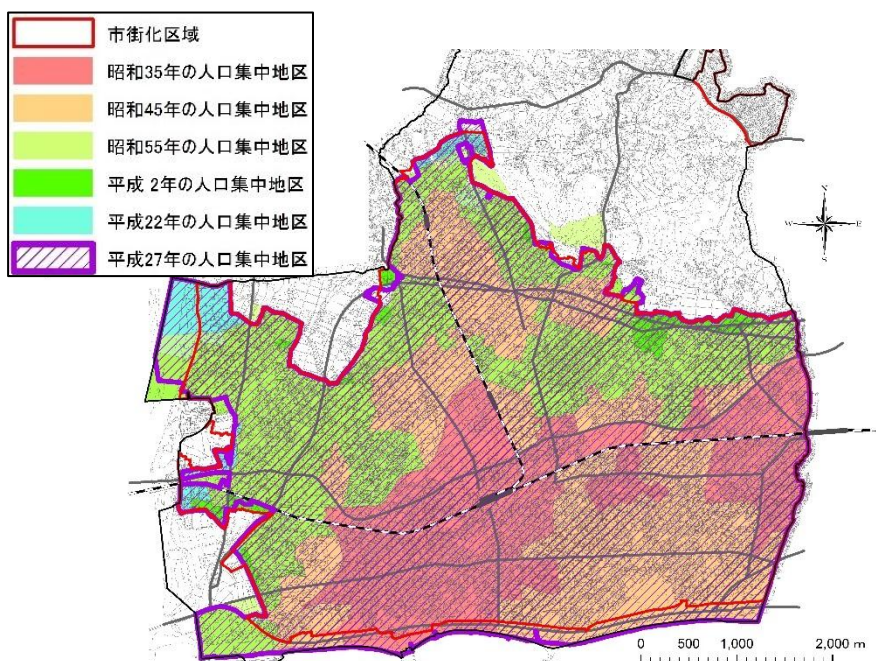 市街化区域
昭和35年の人口集中地区
昭和45年の人口集中地区
昭和55年の人口集中地区
平成 2年の人口集中地区
平成22年の人口集中地区
平成27年の人口集中地区
N
W E
S
0 500 1,000 2,000 m